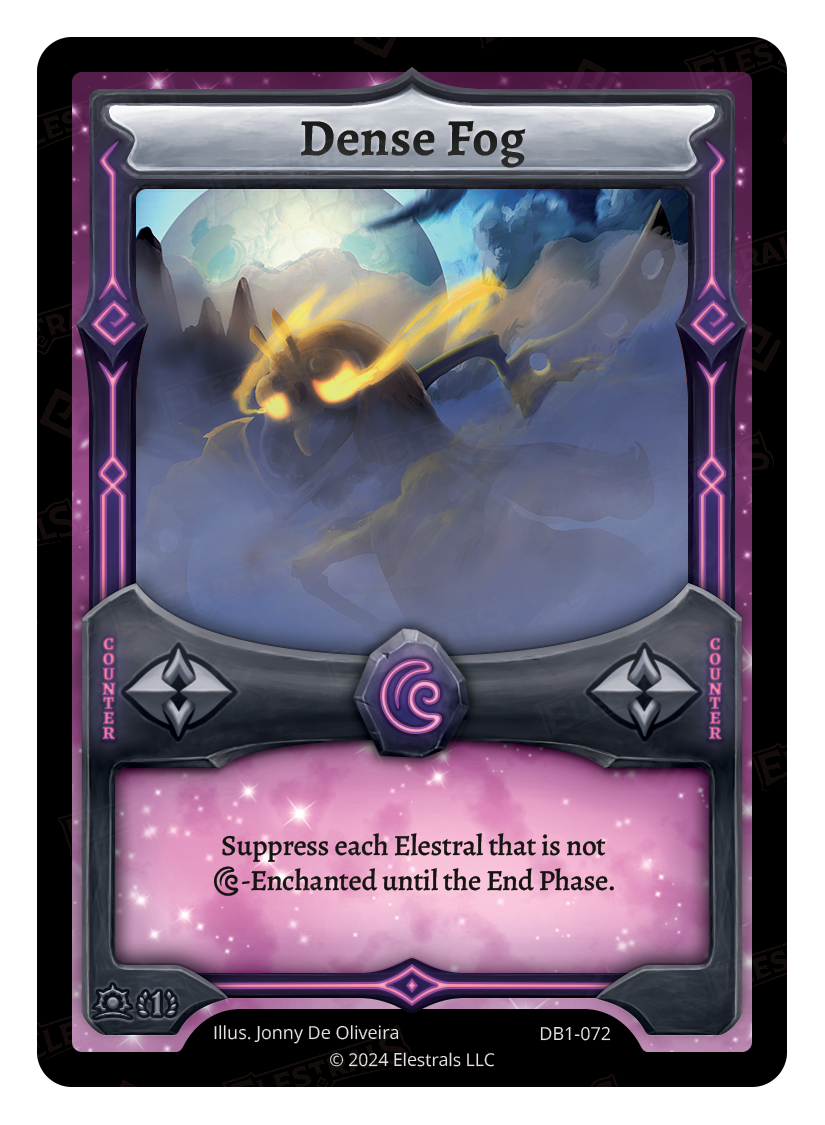 Dense Fog
COUNTER
COUNTER
Suppress each Elestral that is not
-Enchanted until the End Phase.
1
Illus. Jonny De Oliveira
DB1-072
© 2024 Elestrals LLC